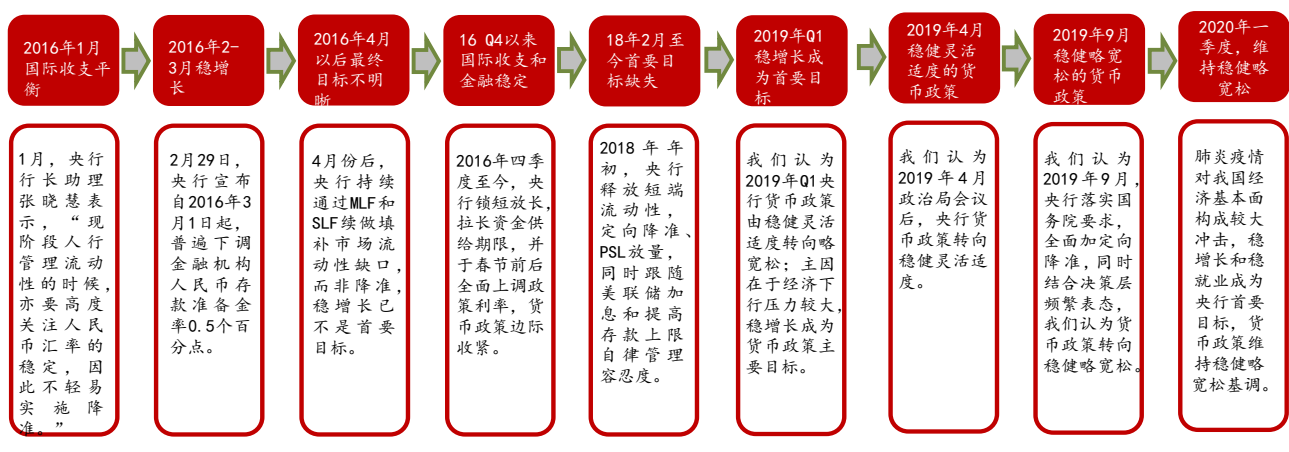 2016年1月
国际收支平
衡
2016年2-
3月稳增
长
2016年4月
以后最终
目标不明
晰
16 Q4以来
国际收支和
金融稳定
18年2月至
今首要目
标缺失
2019年Q1
稳增长成
为首要目
标
2019年4月
稳健灵活
适度的货
币政策
2019年9月
稳健略宽
松的货币
政策
2020年一
季度，维
持稳健略
宽松
1月，央行
行长助理
张晓慧表
示，“现
阶段人行
管理流动
性的时候，
亦要高度
关注人民
币汇率的
稳定，因
此不轻易
实施降
准。”
2月29日，
央行宣布
自2016年3
月1日起，
普遍下调
金融机构
人民币存
款准备金
率0.5个百
分点。
4月份后，
央行持续
通过MLF和
SLF续做填
补市场流
动性缺口，
而非降准，
稳增长已
不是首要
目标。
2016年四季
度至今，央
行锁短放长，
拉长资金供
给期限，并
于春节前后
全面上调政
策利率，货
币政策边际
收紧。
2018年年
初，央行
释放短端
流动性，
定向降准、
PSL放量，
同时跟随
美联储加
息和提高
存款上限
自律管理
容忍度。
我们认为
2019年Q1央
行货币政策
由稳健灵活
适度转向略
宽松；主因
在于经济下
行压力较大，
稳增长成为
货币政策主
要目标。
我们认为
2019年4月
政治局会议
后，央行货
币政策转向
稳健灵活适
度。
我们认为
2019年9月，
央行落实国
务院要求，
全面加定向
降准，同时
结合决策层
频繁表态，
我们认为货
币政策转向
稳健略宽松。
肺炎疫情
对我国经
济基本面
构成较大
冲击，稳
增长和稳
就业成为
央行首要
目标，货
币政策维
持稳健略
宽松基调。